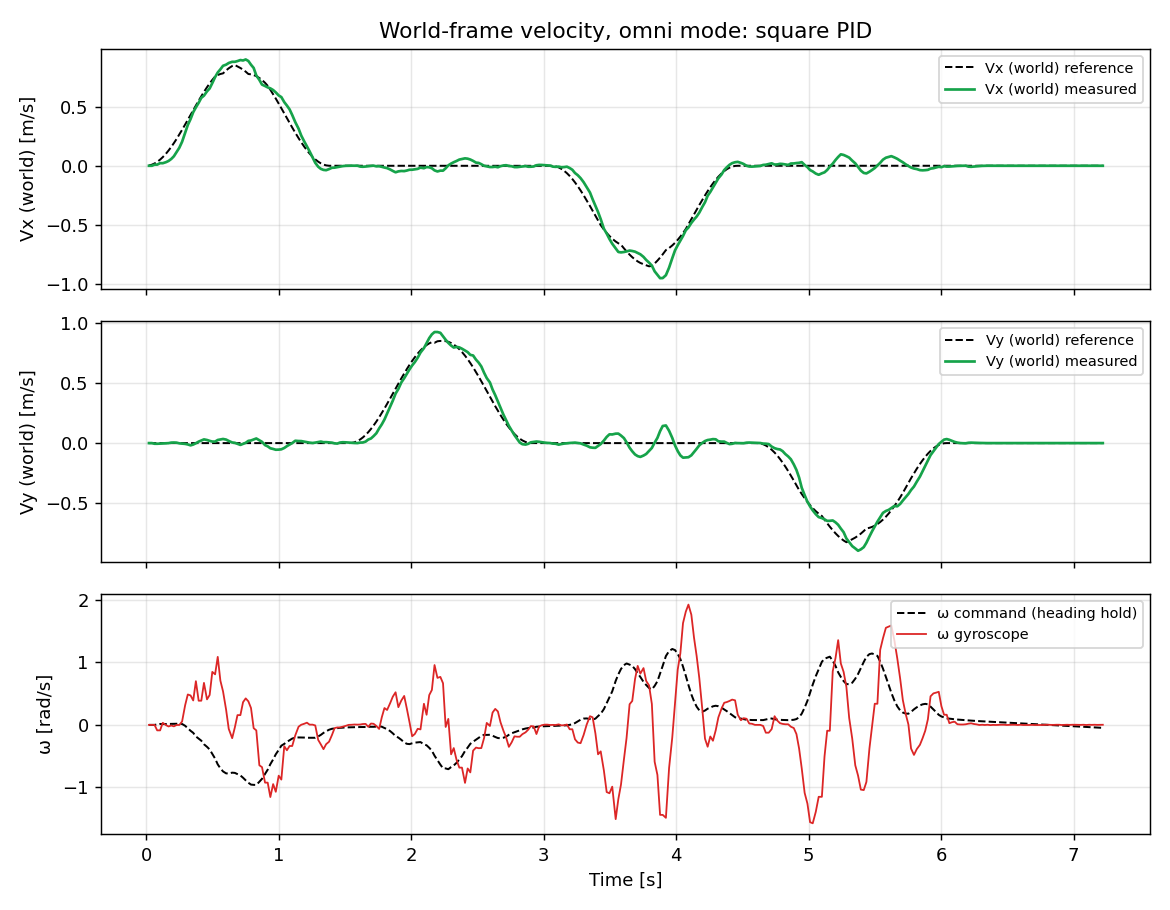 World-frame velocity, omni mode: square PID
Vx (world) [m/s]
0.5
0.0
−0.5
−1.0
Vx (world) reference
Vx (world) measured
Vy (world) [m/s]
1.0
0.5
0.0
−0.5
Vy (world) reference
Vy (world) measured
ω [rad/s]
2
1
0
−1
ω command (heading hold)
ω gyroscope
0 1 2 3 4 5 6 7
Time [s]